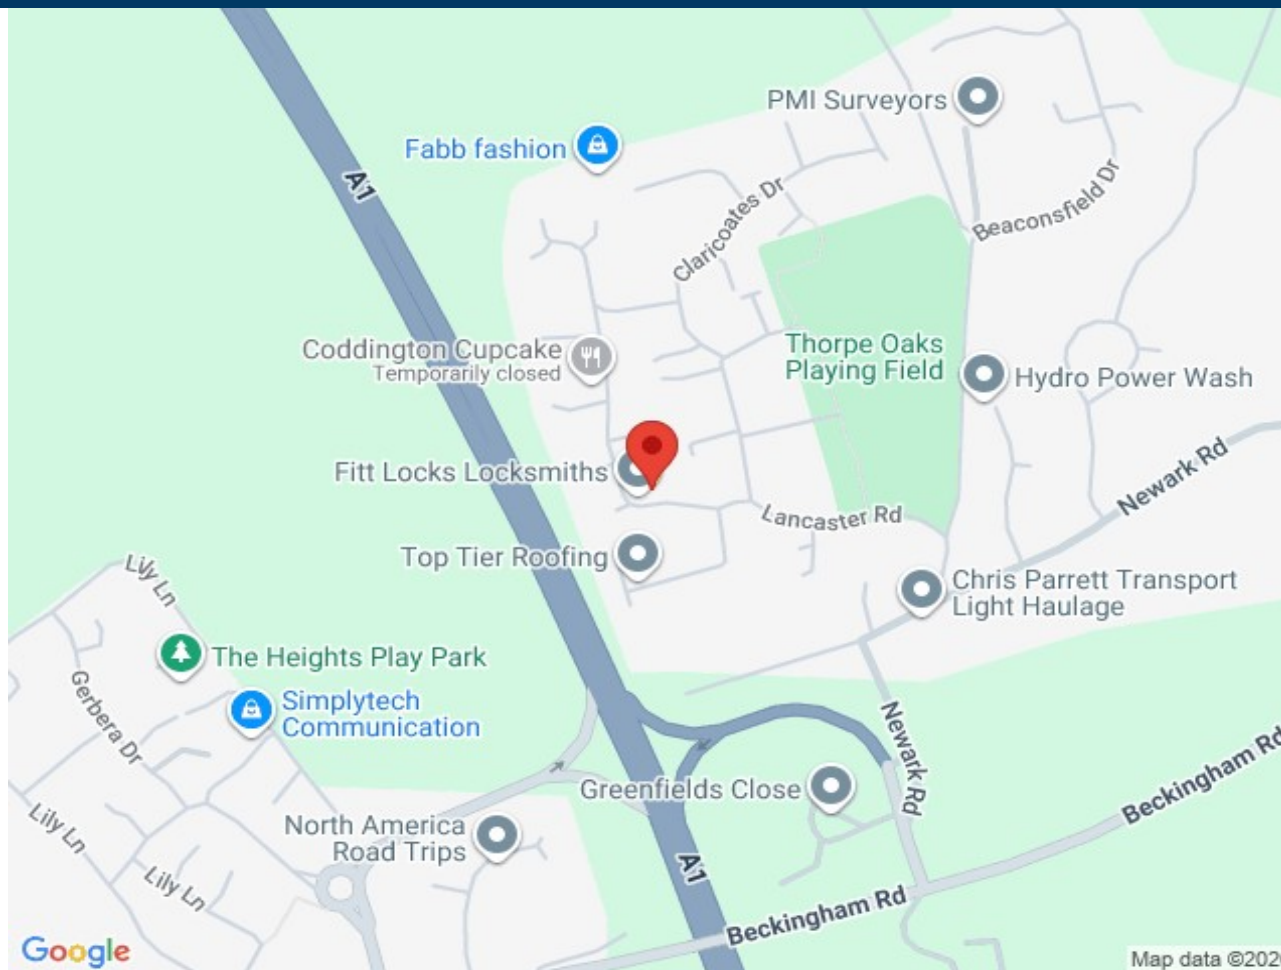 PMI Surveyors
Fabb fashion
A1
Claricoates Dr
Beaconsfield Dr
Coddington Cupcake
Temporarily closed
Thorpe Oaks
Playing Field
Hydro Power Wash
Fitt Locks Locksmiths
Newark Rd
Lancaster Rd
Top Tier Roofing
Lily Ln
Chris Parrett Transport
Light Haulage
The Heights Play Park
Gerbera Dr
Simplytech
Communication
Newark Rd
Greenfields Close
Beckingham Rd
Lily Ln
North America
Road Trips
Lily Ln
A1
Beckingham Rd
Google
Map data ©202